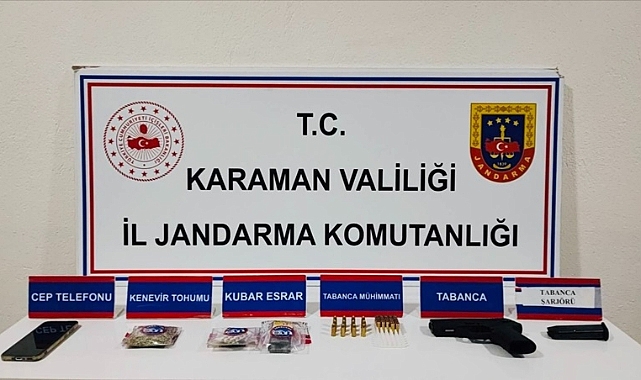 T.C.
KARAMAN VALİLİĞİ
İL JANDARMA KOMUTANLIĞI
JANDARMA
CEP TELEFONU
KENEVİR TOHUMU
KUBAR ESRAR
TABANCA MÜHİMMATI
TABANCA
TABANCA
ŞARJÖRÜ